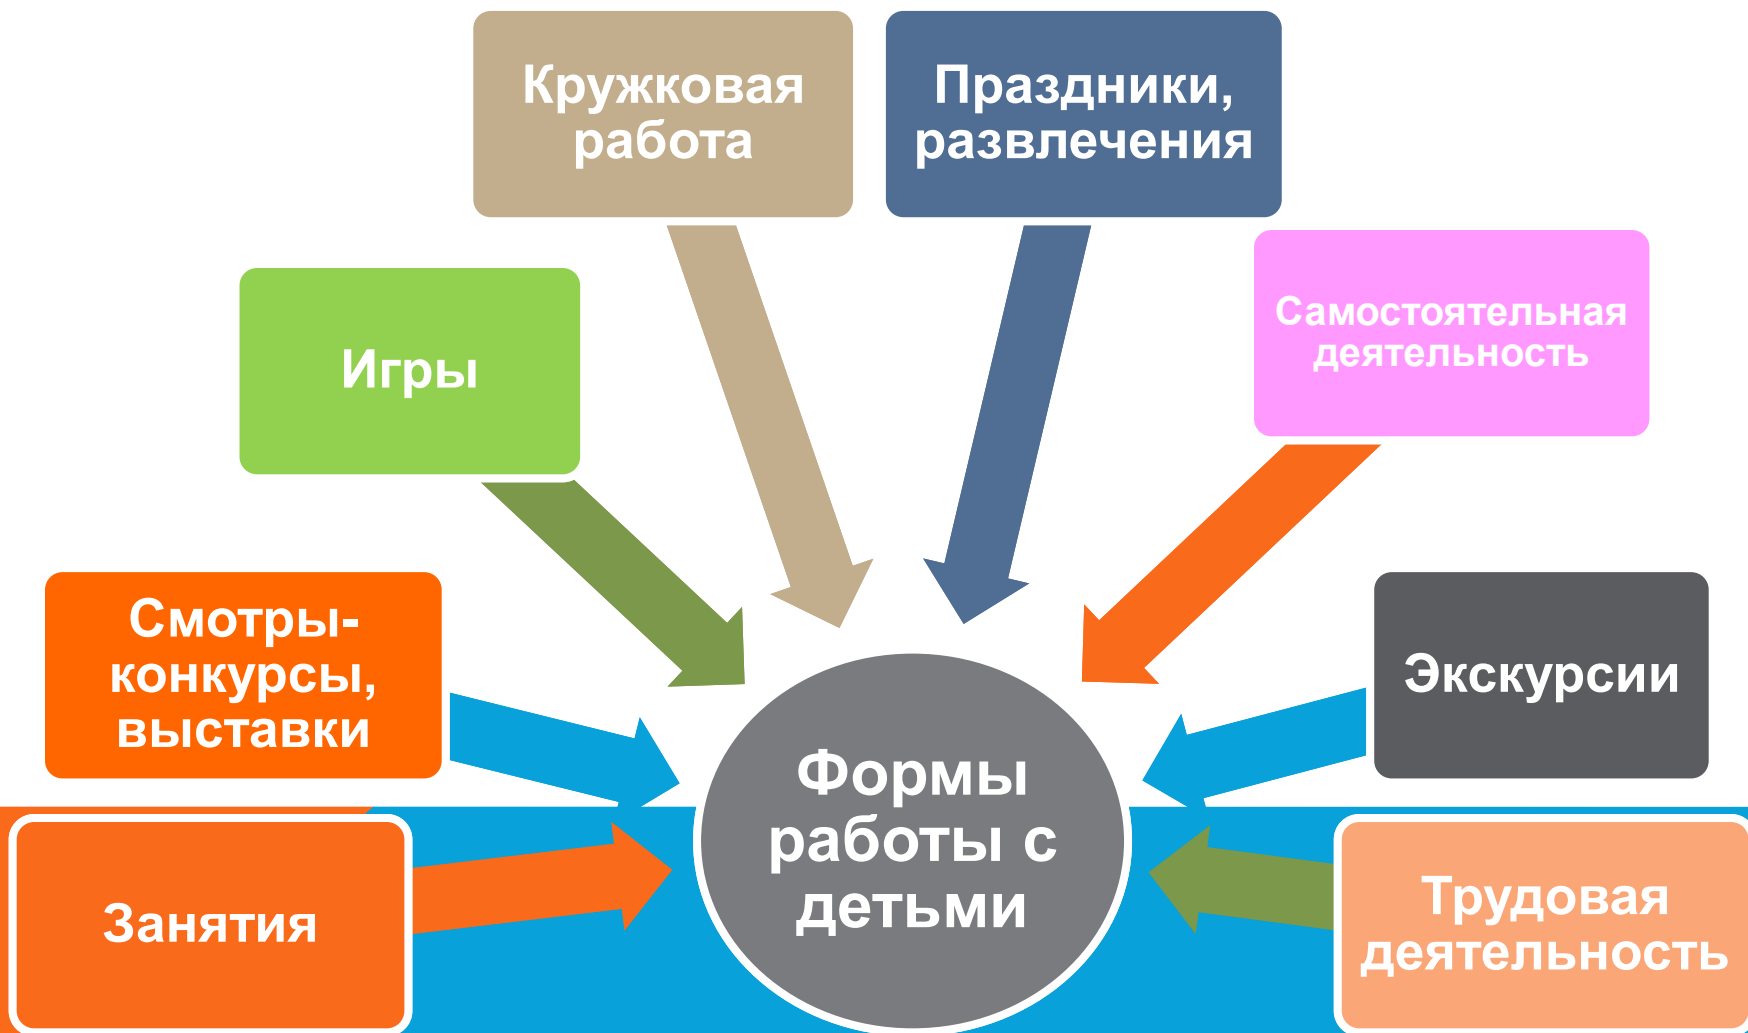 Кружковая
работа
Праздники,
развлечения
Самостоятельная
деятельность
Игры
Смотры-
конкурсы,
выставки
Экскурсии
Формы
работы с
детьми
Занятия
Трудовая
деятельность